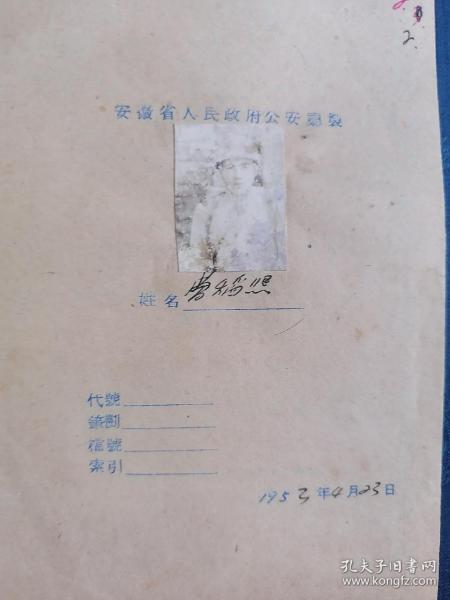 2.
安徽省人民政府公安廳製
姓名
代號
鎊劃
檔號
索引
1953年4月23日
孔夫子旧书网
www.kongfz.com